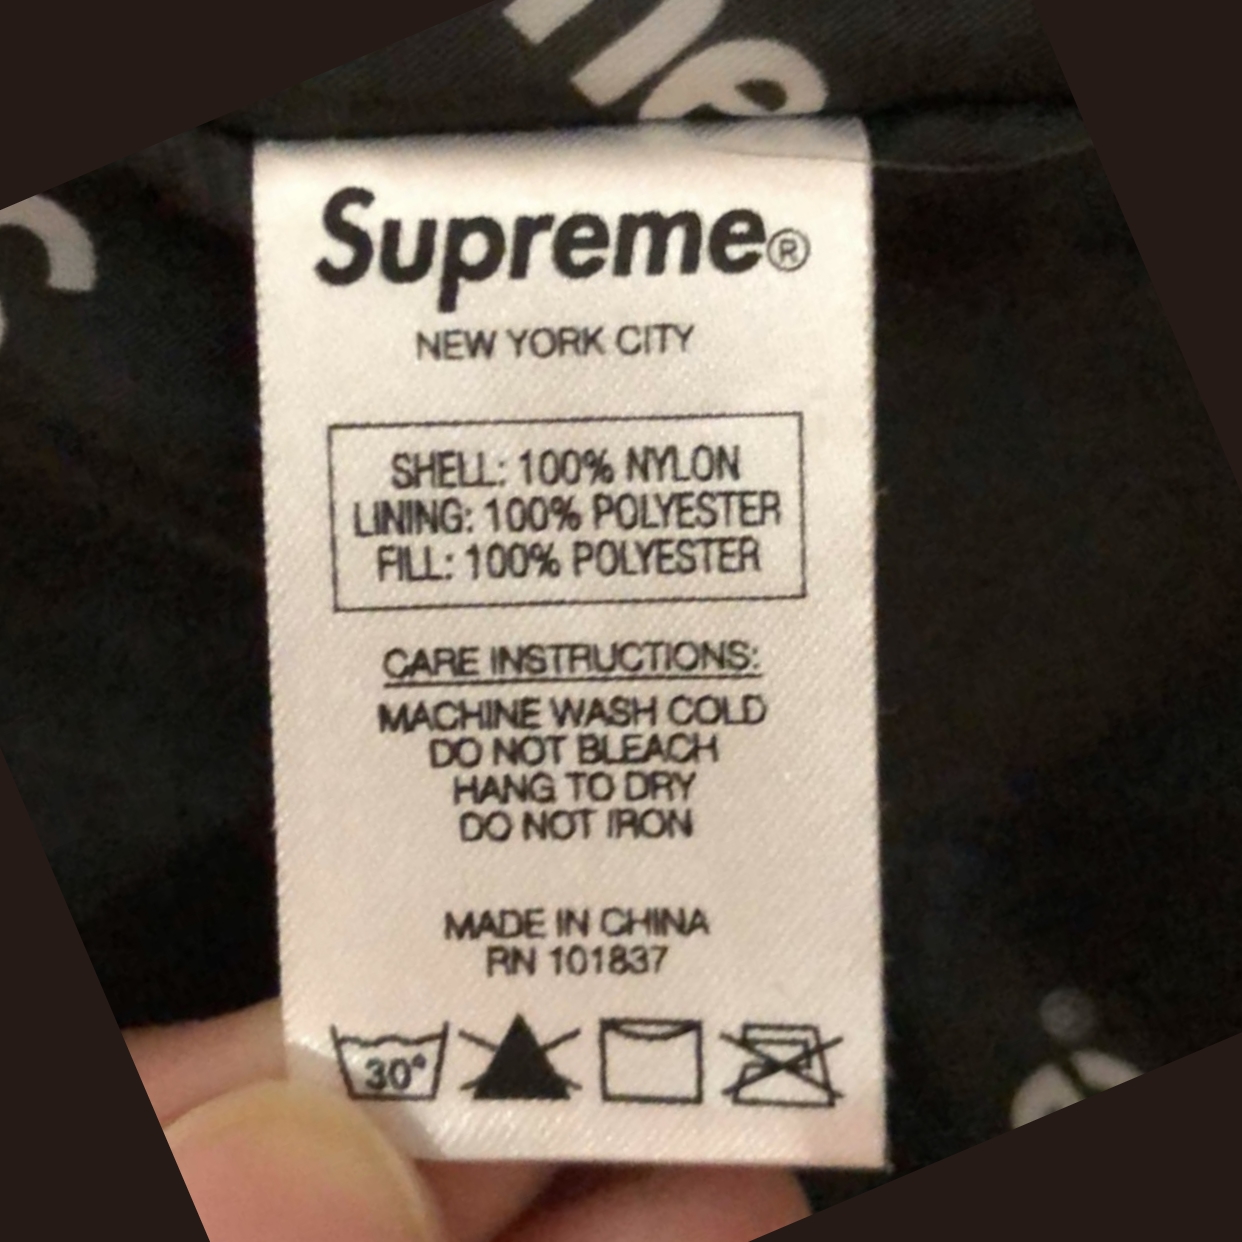 Supreme®
NEW YORK CITY
SHELL: 100% NYLON
LINING: 100% POLYESTER
FILL: 100% POLYESTER
CARE INSTRUCTIONS:
MACHINE WASH COLD
DO NOT BLEACH
HANG TO DRY
DO NOT IRON
MADE IN CHINA
RN 101837
30°